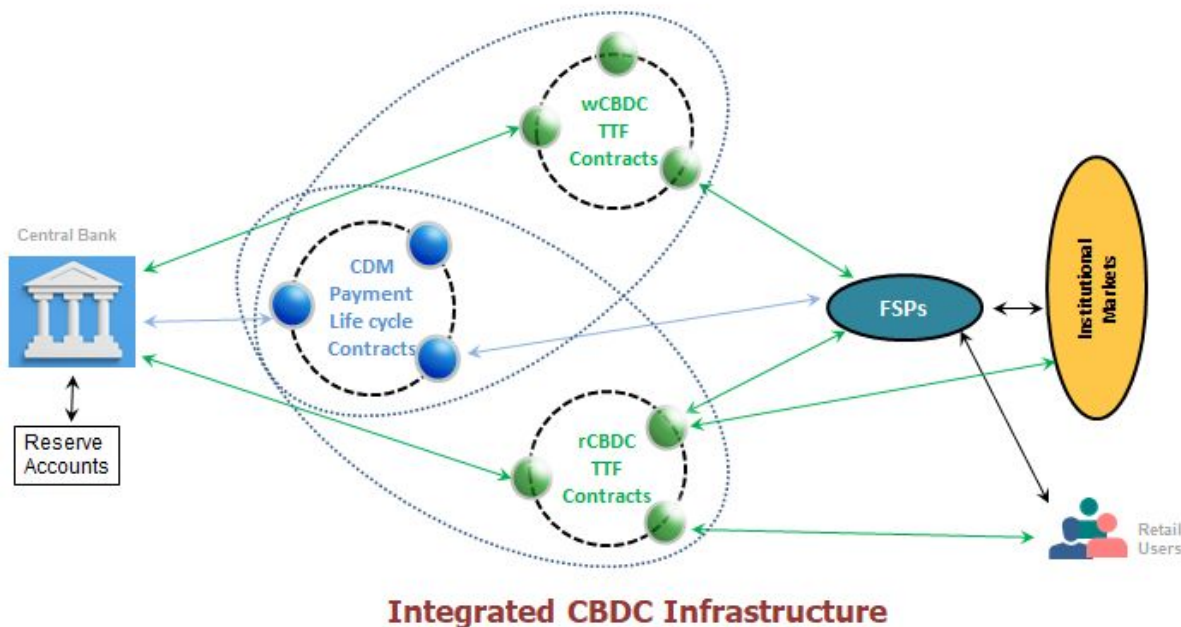 wCBDC
TTF
Contracts
Central Bank
CDM
Payment
Life cycle
Contracts
FSPs
Institutional
Markets
Reserve
Accounts
rCBDC
TTF
Contracts
Retail
Users
Integrated CBDC Infrastructure